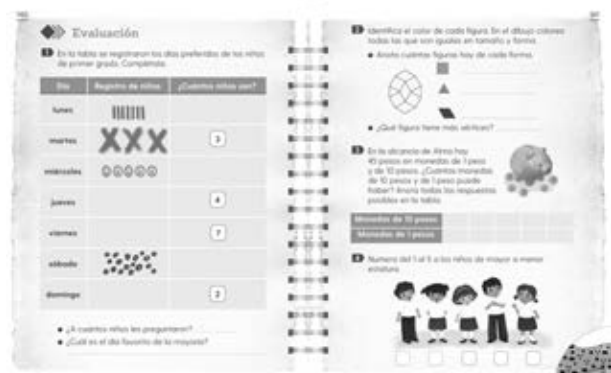 Evaluación
1 En la tabla se registraron los días preferidos de los niños
de primer grado. Complétala.
Día Registro de niños ¿Cuántos niños son?
lunes
martes 3
miércoles
jueves 4
viernes 7
sábado
domingo 2
¿A cuántos niños les preguntaron?
¿Cuál es el día favorito de la mayoría?
2 Identifica el color de cada figura. En el dibujo colorea
todas las que son iguales en tamaño y forma.
Anota cuántas figuras hay de cada forma.
¿Qué figura tiene más vértices?
3 En la alcancía de Alma hay
45 pesos en monedas de 1 peso
y de 10 pesos. ¿Cuántas monedas
de 10 pesos y de 1 peso puede
haber? Anota todas las respuestas
posibles en la tabla.
Monedas de 10 pesos
Monedas de 1 pesos
4 Numera del 1 al 5 a los niños de mayor a menor
estatura.